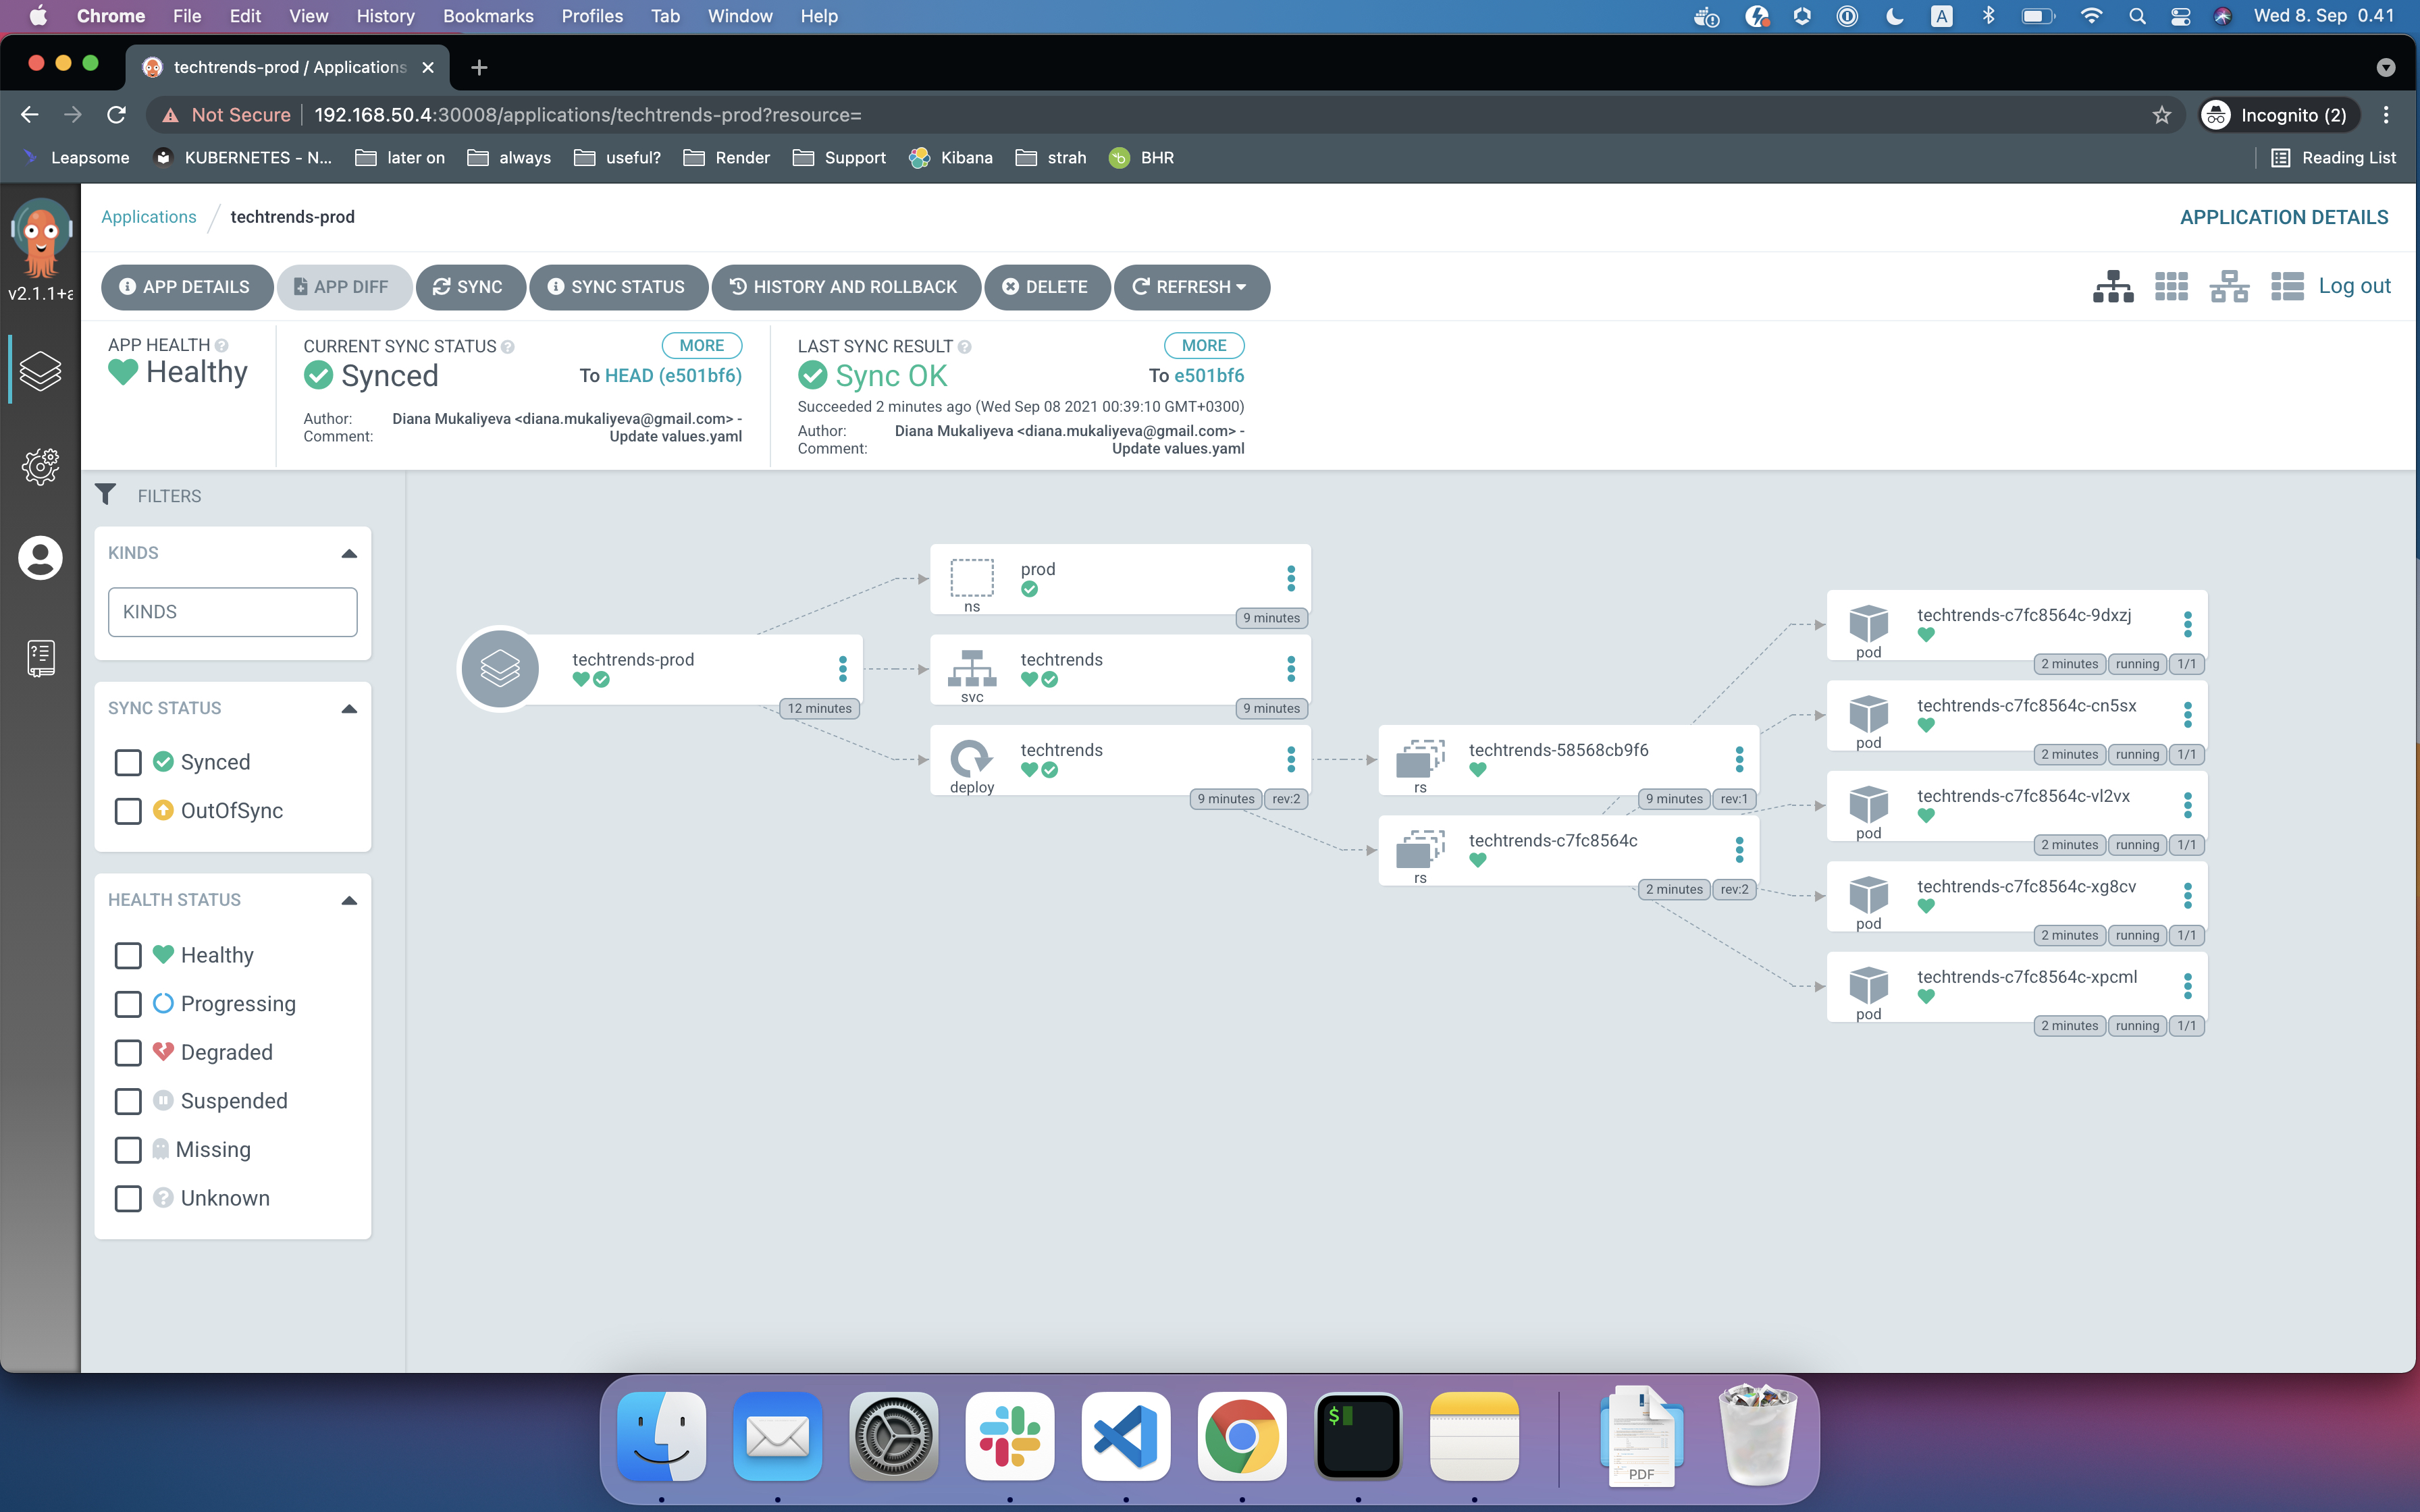 Chrome File Edit View History Bookmarks Profiles Tab Window Help
A Wed 8. Sep 0.41
techtrends-prod / Applications
Not Secure 192.168.50.4:30008/applications/techtrends-prod?resource= Incognito (2)
Leapsome KUBERNETES - N... later on always useful? Render Support Kibana strah BHR Reading List
v2.1.1+a
Applications / techtrends-prod APPLICATION DETAILS
APP DETAILS APP DIFF SYNC SYNC STATUS HISTORY AND ROLLBACK DELETE REFRESH Log out
APP HEALTH
Healthy
CURRENT SYNC STATUS MORE
Synced To HEAD (e501bf6)
Author: Diana Mukaliyeva <diana.mukaliyeva@gmail.com> -
Comment: Update values.yaml
LAST SYNC RESULT MORE
Sync OK To e501bf6
Succeeded 2 minutes ago (Wed Sep 08 2021 00:39:10 GMT+0300)
Author: Diana Mukaliyeva <diana.mukaliyeva@gmail.com> -
Comment: Update values.yaml
FILTERS
KINDS
KINDS
SYNC STATUS
Synced
OutOfSync
HEALTH STATUS
Healthy
Progressing
Degraded
Suspended
Missing
Unknown
techtrends-prod
12 minutes
prod
ns
9 minutes
techtrends
svc
9 minutes
techtrends
deploy
9 minutes rev:2
techtrends-58568cb9f6
rs
9 minutes rev:1
techtrends-c7fc8564c
rs
2 minutes rev:2
techtrends-c7fc8564c-9dxzj
pod
2 minutes running 1/1
techtrends-c7fc8564c-cn5sx
pod
2 minutes running 1/1
techtrends-c7fc8564c-vl2vx
pod
2 minutes running 1/1
techtrends-c7fc8564c-xg8cv
pod
2 minutes running 1/1
techtrends-c7fc8564c-xpcml
pod
2 minutes running 1/1
$
PDF